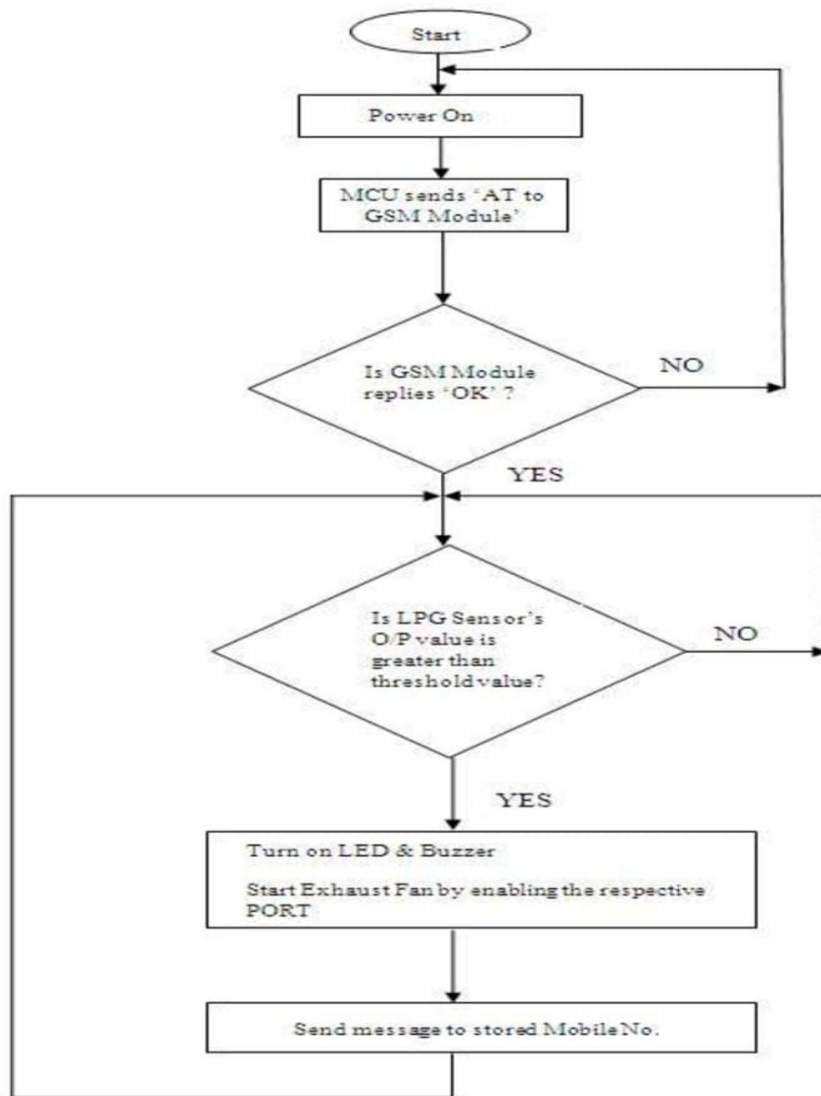 Start
Power On
MCU sends ‘AT to
GSM Module’
Is GSM Module
replies ‘OK’ ?
NO
YES
Is LPG Sensor’s
O/P value is
greater than
threshold value?
NO
YES
Turn on LED & Buzzer
Start Exhaust Fan by enabling the respective
PORT
Send message to stored Mobile No.